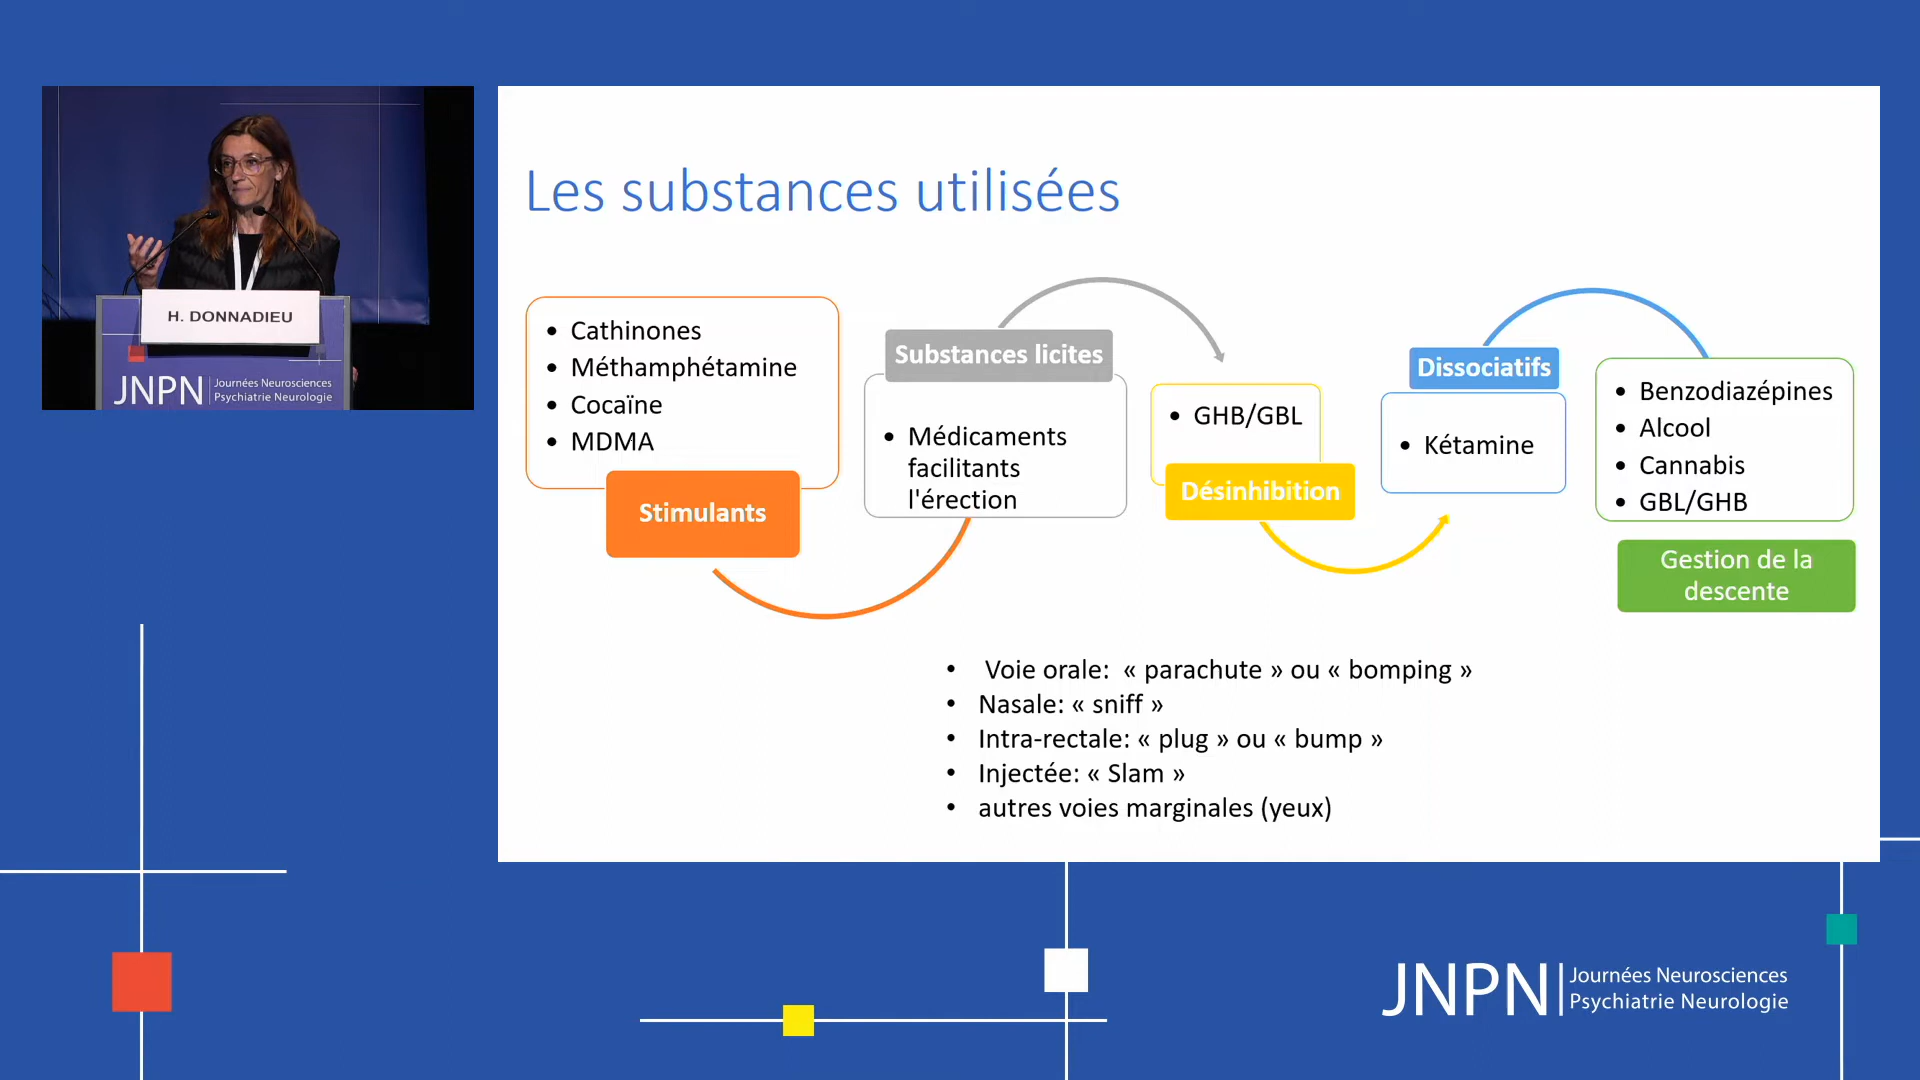 H. DONNADIEU
JNPN
Journées Neurosciences
Psychiatrie Neurologie
Les substances utilisées
• Cathinones
• Méthamphétamine
• Cocaïne
• MDMA
Stimulants
Substances licites
• Médicaments
facilitants
l'érection
• GHB/GBL
Désinhibition
Dissociatifs
• Kétamine
• Benzodiazépines
• Alcool
• Cannabis
• GBL/GHB
Gestion de la
descente
• Voie orale: « parachute » ou « bomping »
• Nasale: « sniff »
• Intra-rectale: « plug » ou « bump »
• Injectée: « Slam »
• autres voies marginales (yeux)
JNPN
Journées Neurosciences
Psychiatrie Neurologie